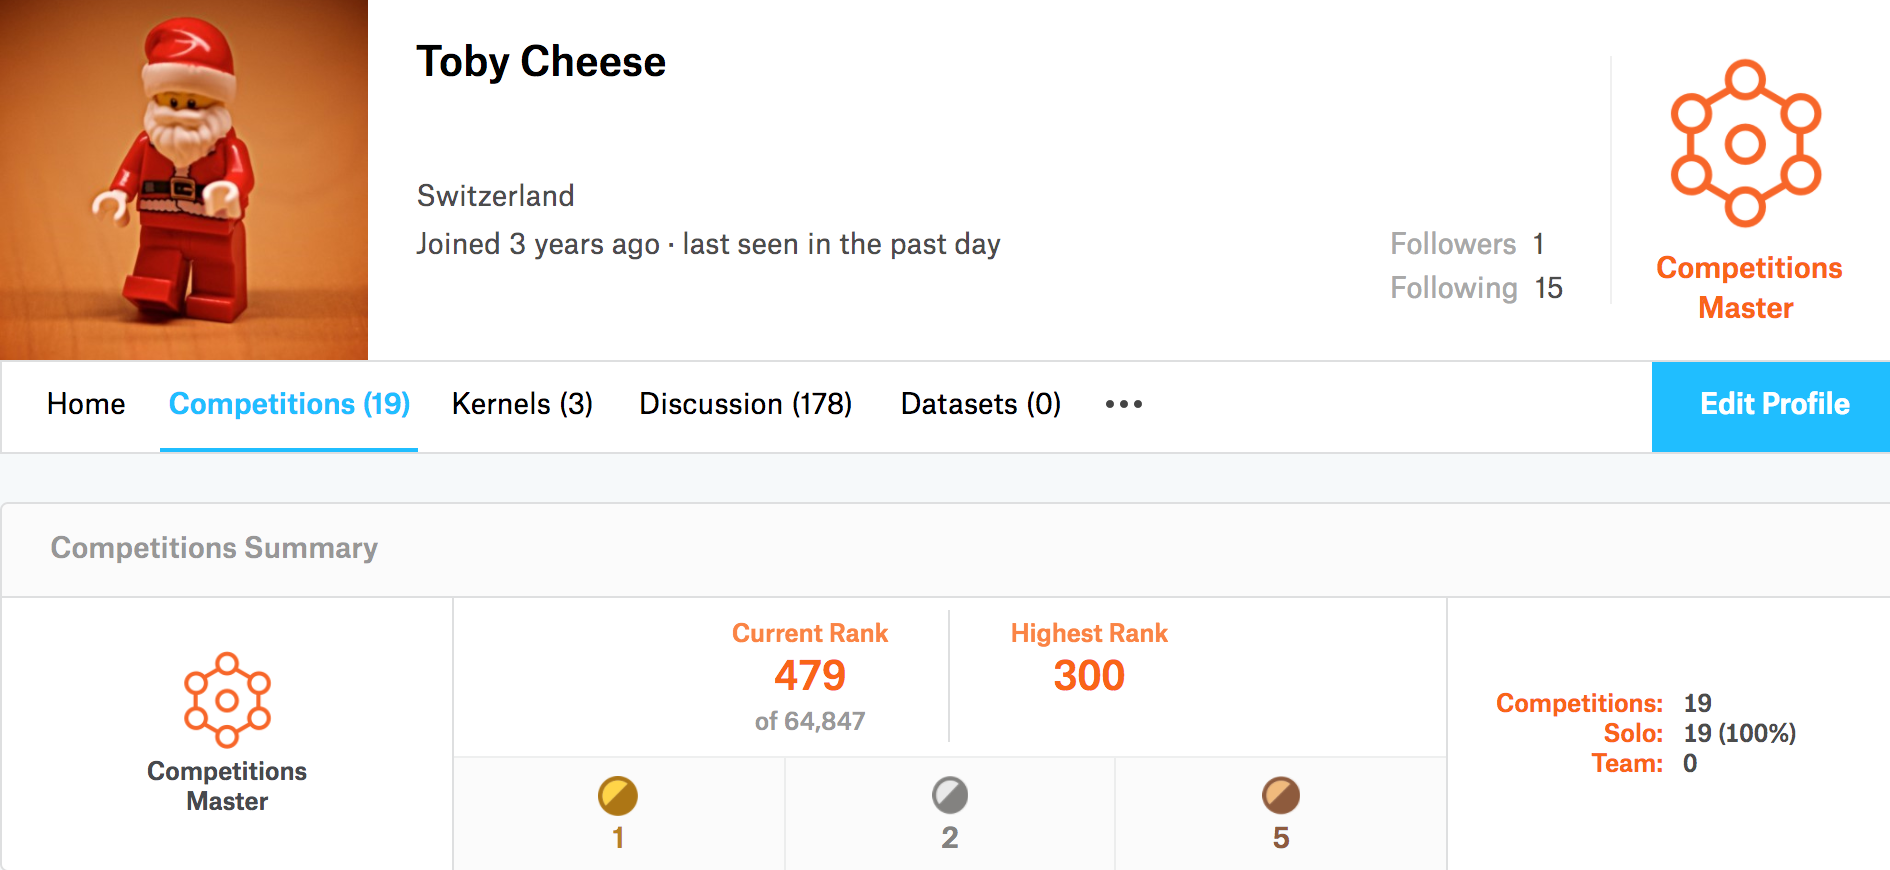 Toby Cheese
Switzerland
Joined 3 years ago · last seen in the past day
Followers 1
Following 15
Competitions
Master
Home
Competitions (19)
Kernels (3)
Discussion (178)
Datasets (0)
•••
Edit Profile
Competitions Summary
Competitions
Master
Current Rank
479
of 64,847
Highest Rank
300
1
2
5
Competitions: 19
Solo: 19 (100%)
Team: 0